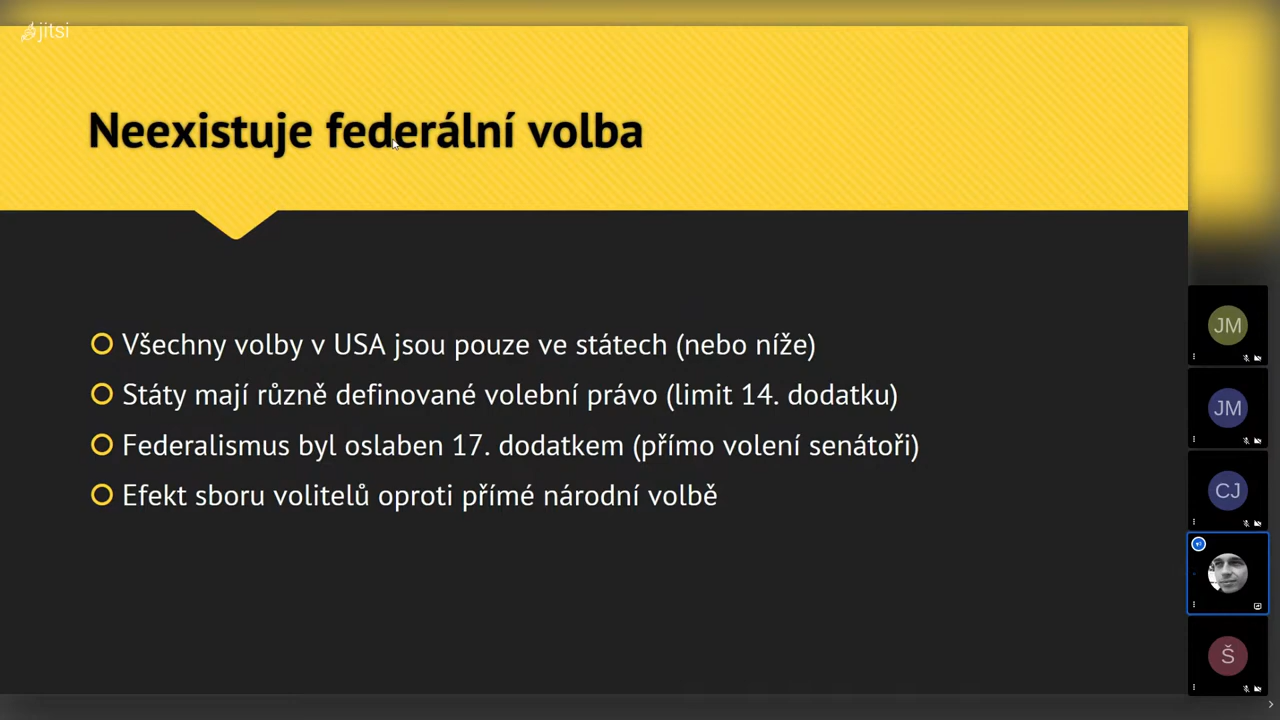 jitsi
Neexistuje federální volba
Všechny volby v USA jsou pouze ve státech (nebo níže)
Státy mají různě definované volební právo (limit 14. dodatku)
Federalismus byl oslaben 17. dodatkem (přímo volení senátoři)
Efekt sboru volitelů oproti přímé národní volbě
JM
JM
CJ
Š